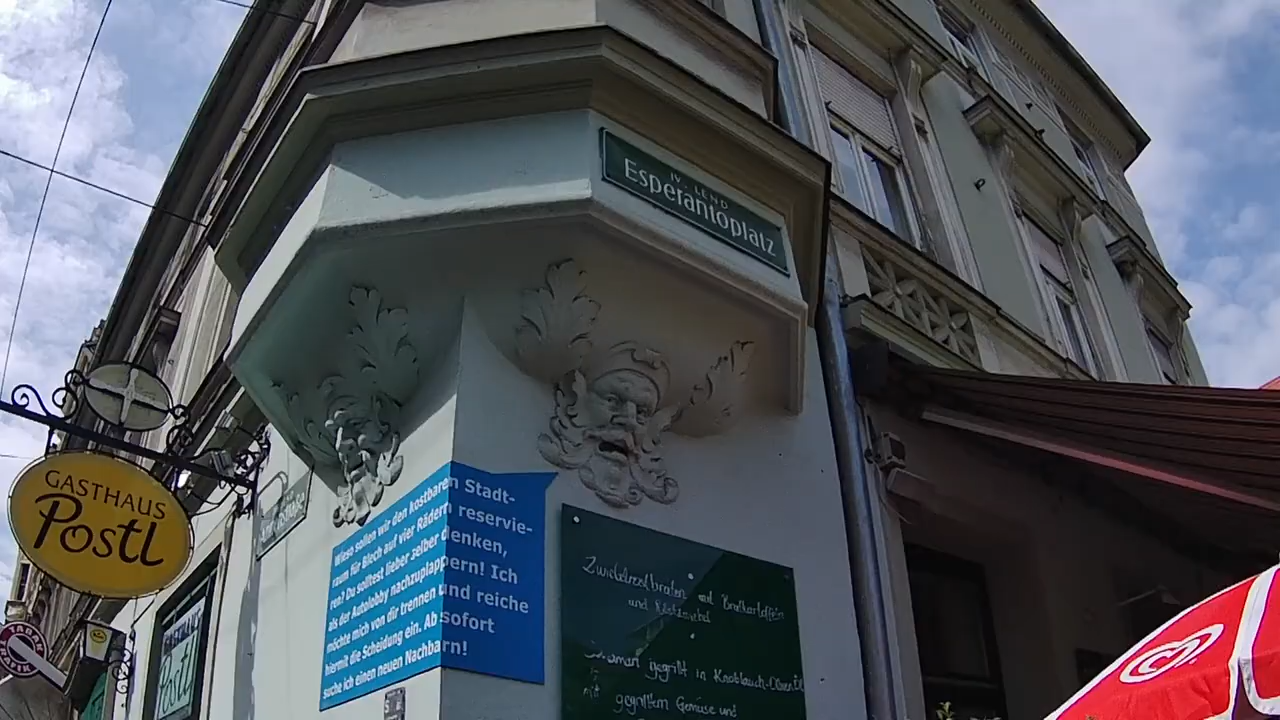 IV. LEND
Esperantoplatz
GASTHAUS
Postl
Wieso sollen wir den kostbaren Stadt-
raum für Blech auf vier Rädern reservie-
ren? Du solltest lieber selber denken,
als der Autolobby nachzuplappern! Ich
möchte mich von dir trennen und reiche
hiermit die Scheidung ein. Ab sofort
suche ich einen neuen Nachbarn!
Zwiebelrostbraten mit Bratkartoffeln
und
gegrillt in Knoblauch-Olivenöl
mit gegrilltem Gemüse und
TABAK
TRAFIK
GASTHAUS
Postl